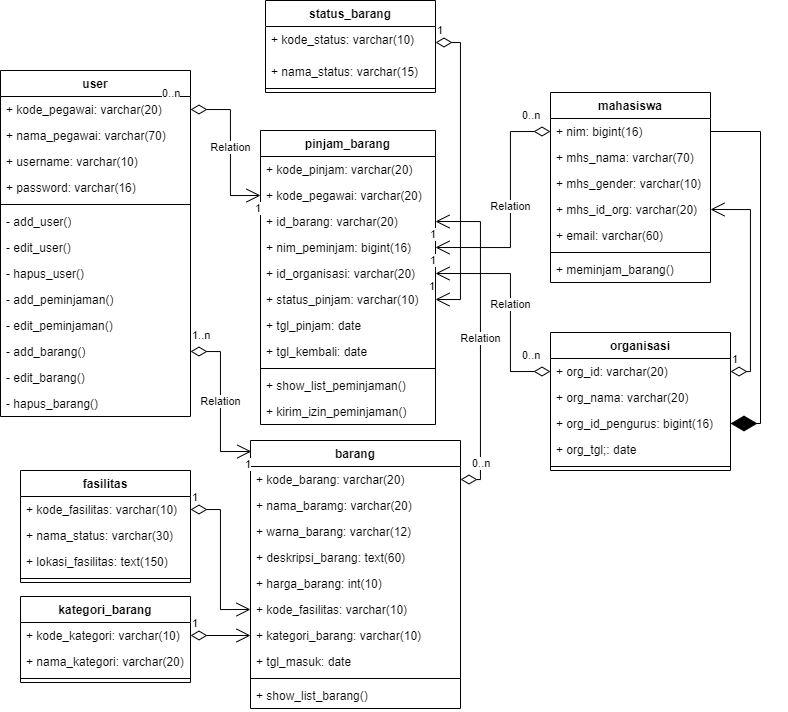 status_barang
+ kode_status: varchar(10)
+ nama_status: varchar(15)
1
user
0..n
+ kode_pegawai: varchar(20)
+ nama_pegawai: varchar(70)
+ username: varchar(10)
+ password: varchar(16)
- add_user()
- edit_user()
- hapus_user()
- add_peminjaman()
- edit_peminjaman()
- add_barang()
- edit_barang()
- hapus_barang()
1..n
Relation
1
Relation
1
pinjam_barang
+ kode_pinjam: varchar(20)
+ kode_pegawai: varchar(20)
+ id_barang: varchar(20)
+ nim_peminjam: bigint(16)
+ id_organisasi: varchar(20)
+ status_pinjam: varchar(10)
+ tgl_pinjam: date
+ tgl_kembali: date
+ show_list_peminjaman()
+ kirim_izin_peminjaman()
1
1
1
Relation
Relation
Relation
0..n
0..n
0..n
mahasiswa
+ nim: bigint(16)
+ mhs_nama: varchar(70)
+ mhs_gender: varchar(10)
+ mhs_id_org: varchar(20)
+ email: varchar(60)
+ meminjam_barang()
organisasi
+ org_id: varchar(20)
+ org_nama: varchar(20)
+ org_id_pengurus: bigint(16)
+ org_tgl;: date
1
barang
+ kode_barang: varchar(20)
+ nama_baramg: varchar(20)
+ warna_barang: varchar(12)
+ deskripsi_barang: text(60)
+ harga_barang: int(10)
+ kode_fasilitas: varchar(10)
+ kategori_barang: varchar(10)
+ tgl_masuk: date
+ show_list_barang()
fasilitas
+ kode_fasilitas: varchar(10)
+ nama_status: varchar(30)
+ lokasi_fasilitas: text(150)
1
kategori_barang
+ kode_kategori: varchar(10)
+ nama_kategori: varchar(20)
1